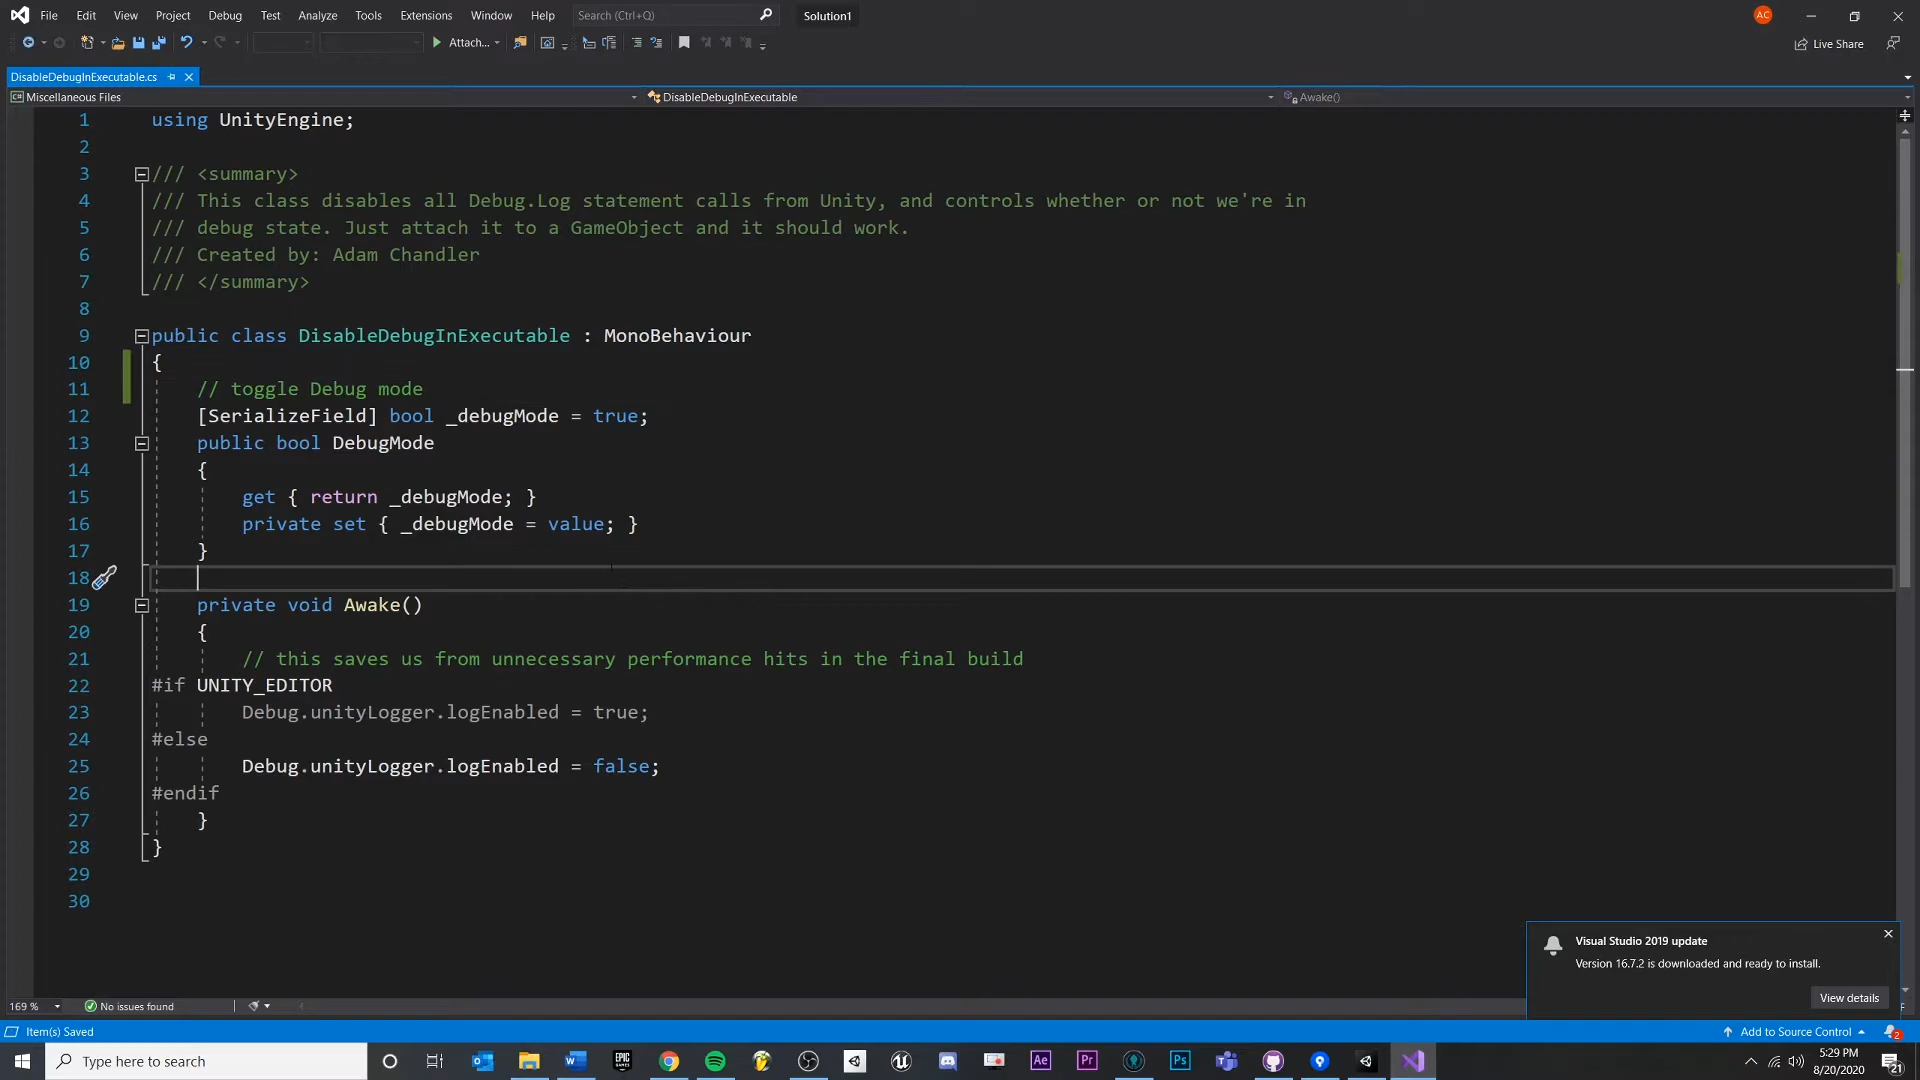 File Edit View Project Debug Test Analyze Tools Extensions Window Help Search (Ctrl+Q) Solution1 AC
Attach... Live Share
DisableDebugInExecutable.cs
C# Miscellaneous Files DisableDebugInExecutable Awake()
1 using UnityEngine;
2
3 /// <summary>
4 /// This class disables all Debug.Log statement calls from Unity, and controls whether or not we're in
5 /// debug state. Just attach it to a GameObject and it should work.
6 /// Created by: Adam Chandler
7 /// </summary>
8
9 public class DisableDebugInExecutable : MonoBehaviour
10 {
11 // toggle Debug mode
12 [SerializeField] bool _debugMode = true;
13 public bool DebugMode
14 {
15 get { return _debugMode; }
16 private set { _debugMode = value; }
17 }
18
19 private void Awake()
20 {
21 // this saves us from unnecessary performance hits in the final build
22 #if UNITY_EDITOR
23 Debug.unityLogger.logEnabled = true;
24 #else
25 Debug.unityLogger.logEnabled = false;
26 #endif
27 }
28 }
29
30
Visual Studio 2019 update
Version 16.7.2 is downloaded and ready to install.
View details
169 % No issues found
Item(s) Saved Add to Source Control 2
Type here to search W EPIC GAMES Ae Pr Ps 5:29 PM
8/20/2020 21